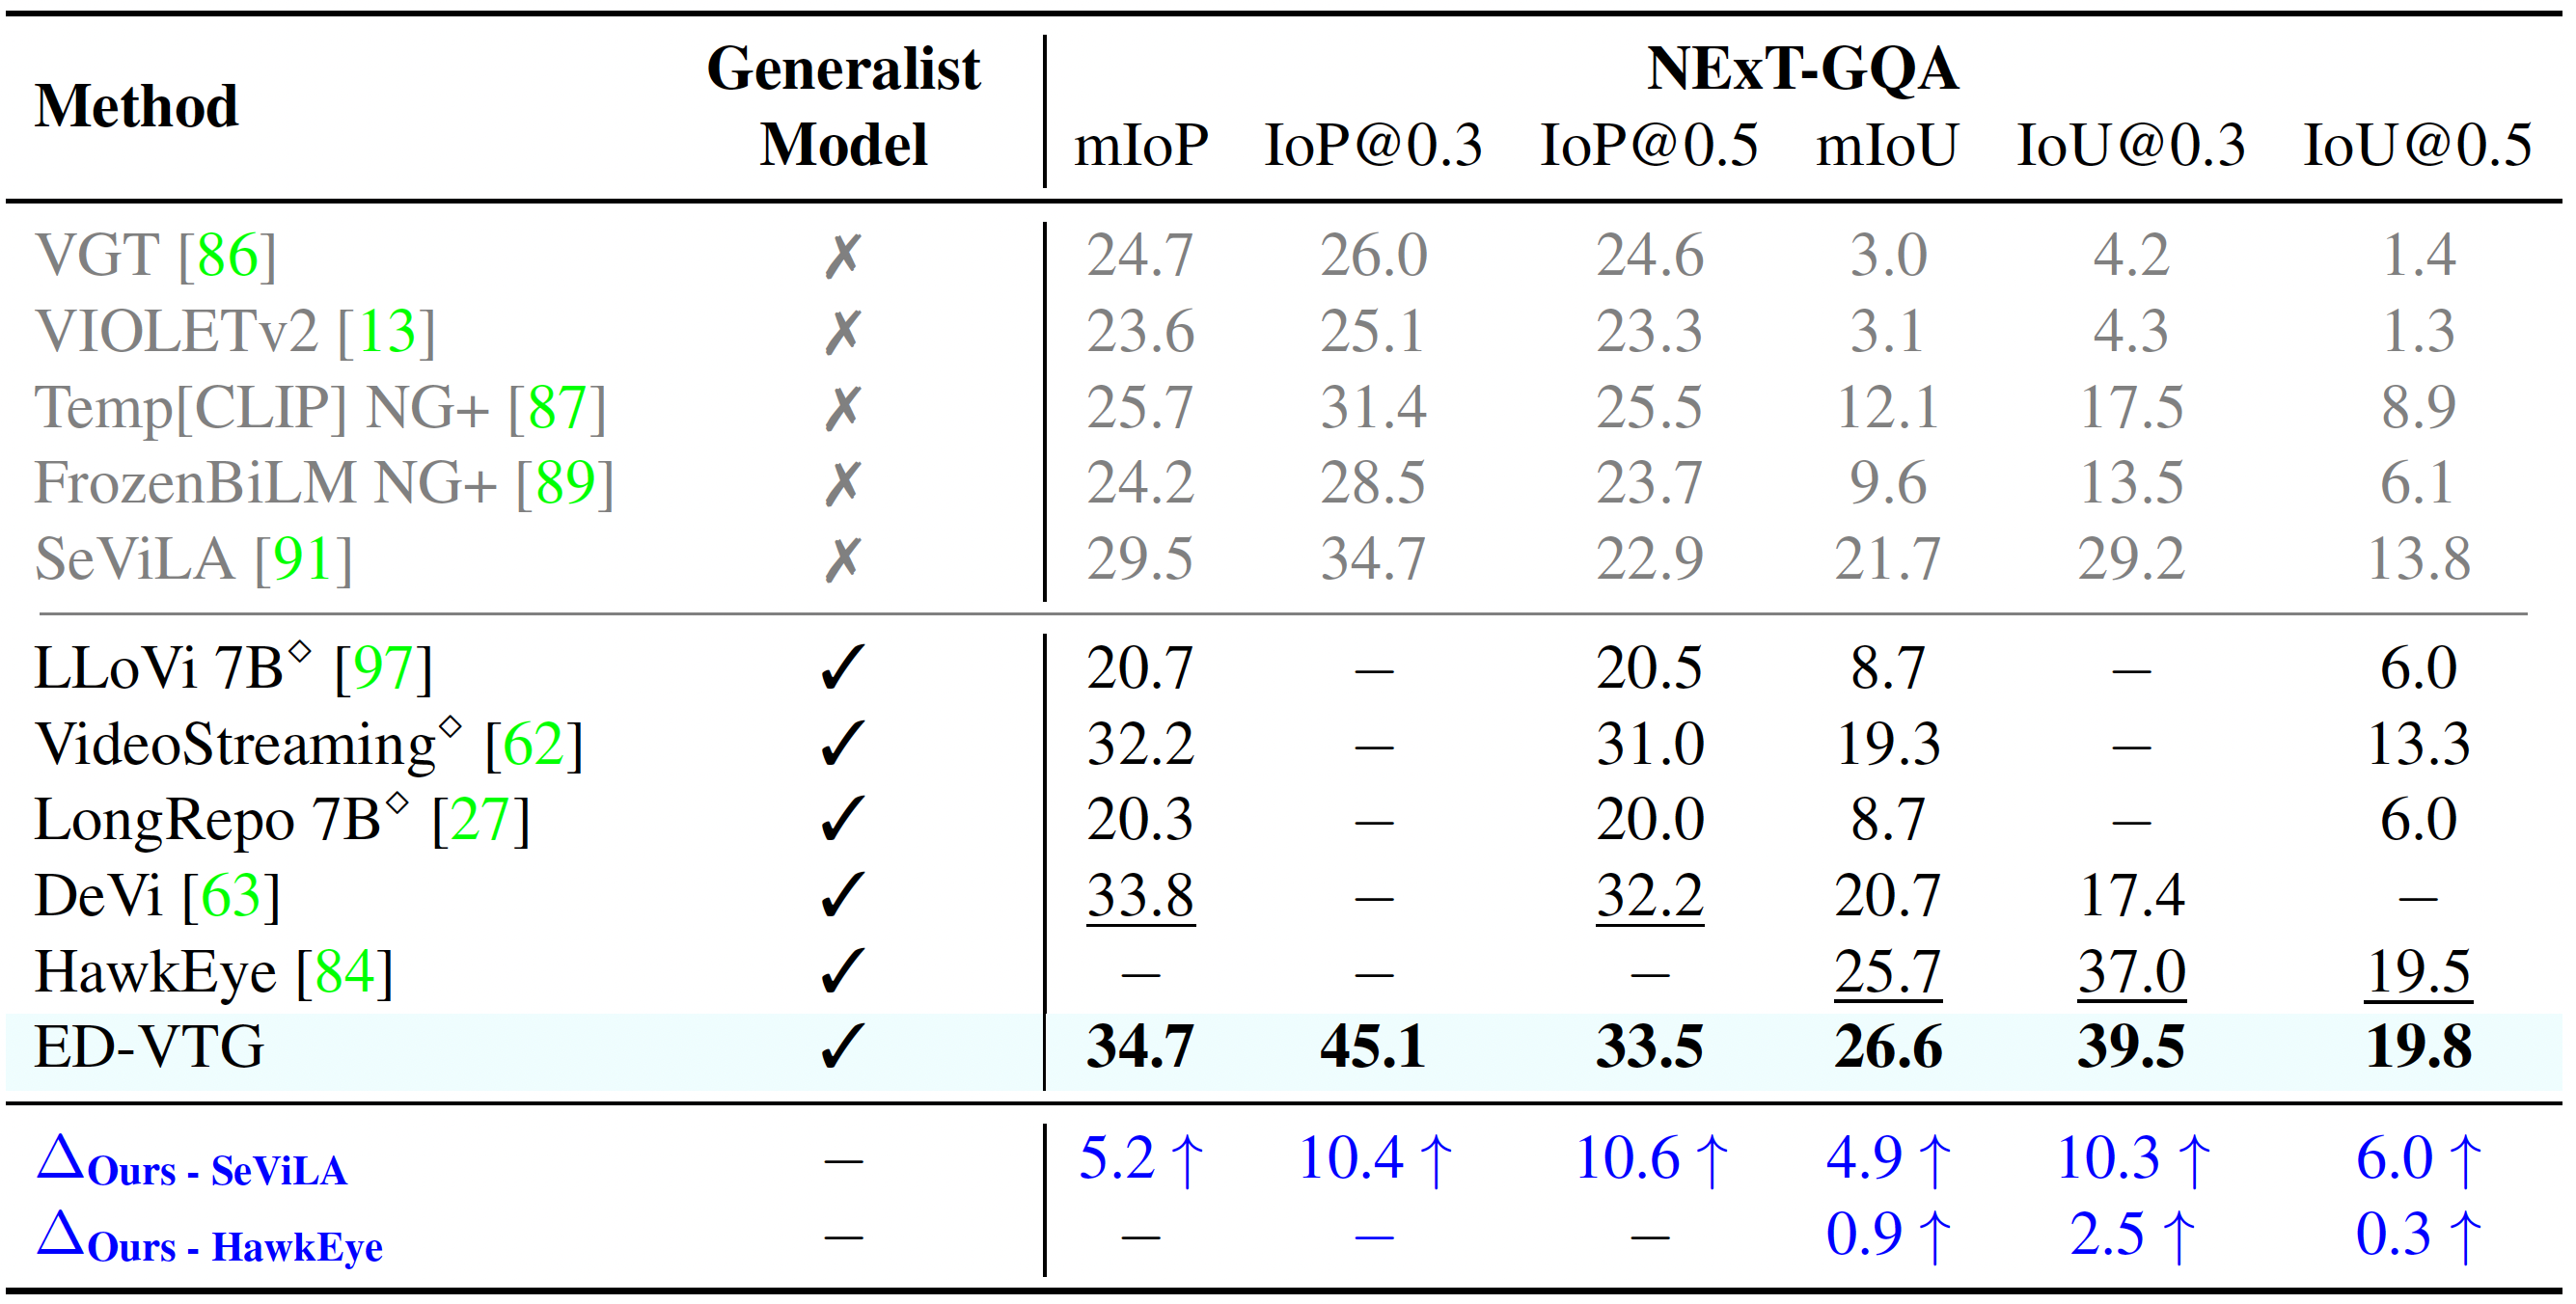 Method Generalist Model NExT-GQA
mIoP IoP@0.3 IoP@0.5 mIoU IoU@0.3 IoU@0.5
VGT [86] ✗ 24.7 26.0 24.6 3.0 4.2 1.4
VIOLETv2 [13] ✗ 23.6 25.1 23.3 3.1 4.3 1.3
Temp[CLIP] NG+ [87] ✗ 25.7 31.4 25.5 12.1 17.5 8.9
FrozenBiLM NG+ [89] ✗ 24.2 28.5 23.7 9.6 13.5 6.1
SeViLA [91] ✗ 29.5 34.7 22.9 21.7 29.2 13.8
LLoVi 7B◇ [97] ✓ 20.7 – 20.5 8.7 – 6.0
VideoStreaming◇ [62] ✓ 32.2 – 31.0 19.3 – 13.3
LongRepo 7B◇ [27] ✓ 20.3 – 20.0 8.7 – 6.0
DeVi [63] ✓ 33.8 – 32.2 20.7 17.4 –
HawkEye [84] ✓ – – – 25.7 37.0 19.5
ED-VTG ✓ 34.7 45.1 33.5 26.6 39.5 19.8
ΔOurs - SeViLA – 5.2 ↑ 10.4 ↑ 10.6 ↑ 4.9 ↑ 10.3 ↑ 6.0 ↑
ΔOurs - HawkEye – – – – 0.9 ↑ 2.5 ↑ 0.3 ↑